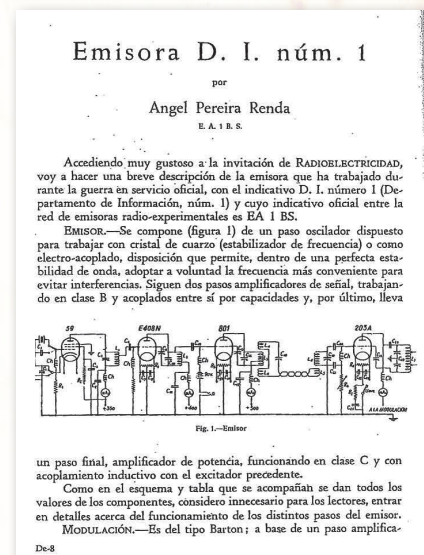 Emisora D. I. núm. 1
por
Angel Pereira Renda
E. A. 1 B. S.
Accediendo muy gustoso a la invitación de RADIOELECTRICIDAD,
voy a hacer una breve descripción de la emisora que ha trabajado du-
rante la guerra en servicio oficial, con el indicativo D. I. número 1 (De-
partamento de Información, núm. 1) y cuyo indicativo oficial entre la
red de emisoras radio-experimentales es EA 1 BS.
EMISOR.—Se compone (figura 1) de un paso oscilador dispuesto
para trabajar con cristal de cuarzo (estabilizador de frecuencia) o como
electro-acoplado, disposición que permite, dentro de una perfecta esta-
bilidad de onda, adoptar a voluntad la frecuencia más conveniente para
evitar interferencias. Siguen dos pasos amplificadores de señal, trabajan-
do en clase B y acoplados entre sí por capacidades y, por último, lleva
59 E408N 801 205A
A LA MODULACIÓN
Fig. 1.—Emisor
un paso final, amplificador de potencia, funcionando en clase C y con
acoplamiento inductivo con el excitador precedente.
Como en el esquema y tabla que se acompañan se dan todos los
valores de los componentes, considero innecesario para los lectores, entrar
en detalles acerca del funcionamiento de los distintos pasos del emisor.
MODULACIÓN.—Es del tipo Barton; a base de un paso amplifica-
De-8